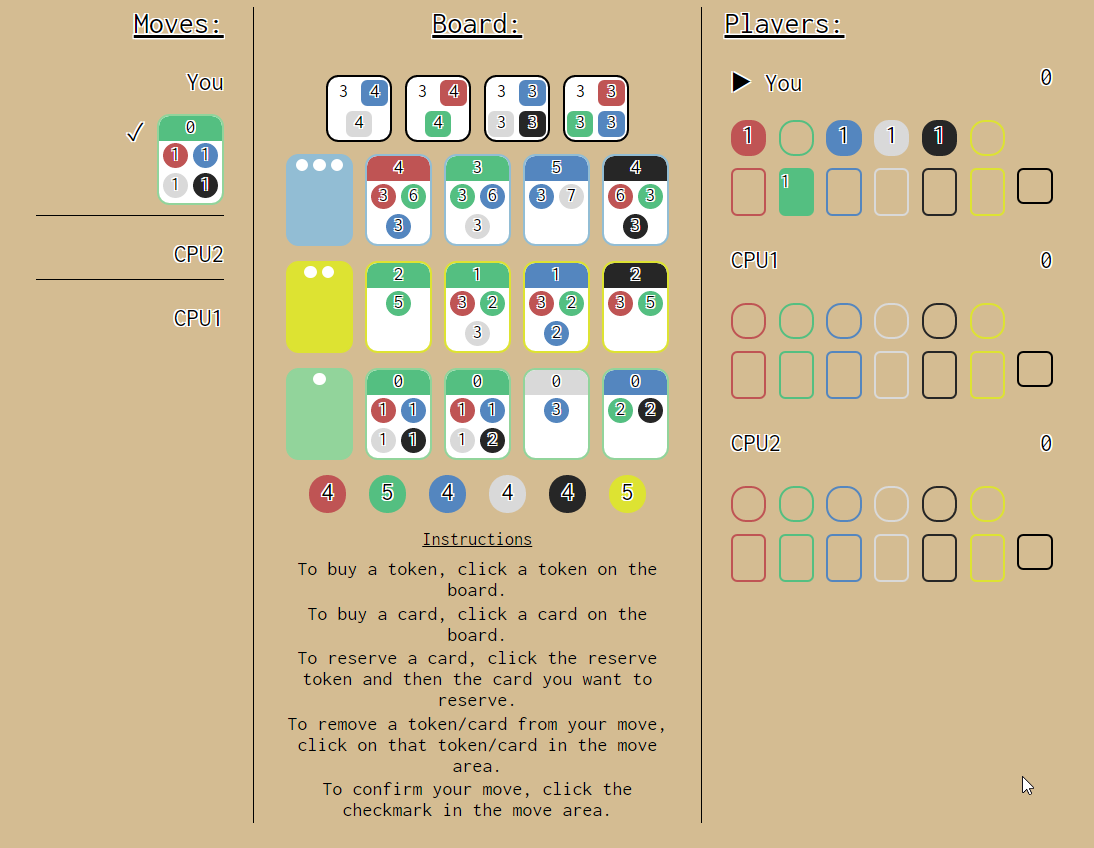 Moves:
Board:
Players:
You
✓
0
1 1
1 1
CPU2
CPU1
3 4
4
3 4
4
3 3
3 3
3 3
3 3
4
3 6
3
3
3 6
3
5
3 7
4
6 3
3
2
5
1
3 2
3
1
3 2
2
2
3 5
0
1 1
1 1
0
1 1
1 2
0
3
0
2 2
4 5 4 4 4 5
Instructions
To buy a token, click a token on the
board.
To buy a card, click a card on the
board.
To reserve a card, click the reserve
token and then the card you want to
reserve.
To remove a token/card from your move,
click on that token/card in the move
area.
To confirm your move, click the
checkmark in the move area.
You 0
1 1 1 1
1
CPU1 0
CPU2 0